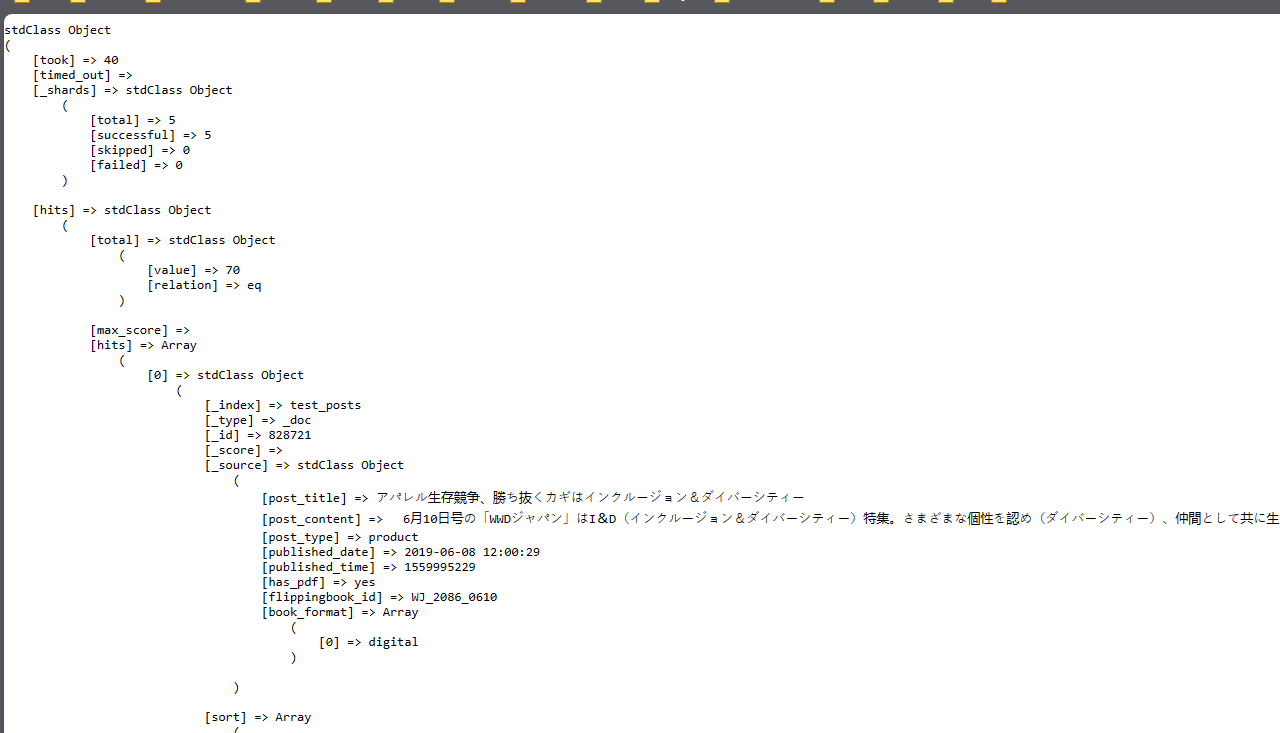 stdClass Object
(
[took] => 40
[timed_out] =>
[_shards] => stdClass Object
(
[total] => 5
[successful] => 5
[skipped] => 0
[failed] => 0
)
[hits] => stdClass Object
(
[total] => stdClass Object
(
[value] => 70
[relation] => eq
)
[max_score] =>
[hits] => Array
(
[0] => stdClass Object
(
[_index] => test_posts
[_type] => _doc
[_id] => 828721
[_score] =>
[_source] => stdClass Object
(
[post_title] => アパレル生存競争、勝ち抜くカギはインクルージョン＆ダイバーシティー
[post_content] => 　6月10日号の「WWDジャパン」はI＆D（インクルージョン＆ダイバーシティー）特集。さまざまな個性を認め（ダイバーシティー）、仲間として共に生
[post_type] => product
[published_date] => 2019-06-08 12:00:29
[published_time] => 1559995229
[has_pdf] => yes
[flippingbook_id] => WJ_2086_0610
[book_format] => Array
(
[0] => digital
)
)
[sort] => Array
(